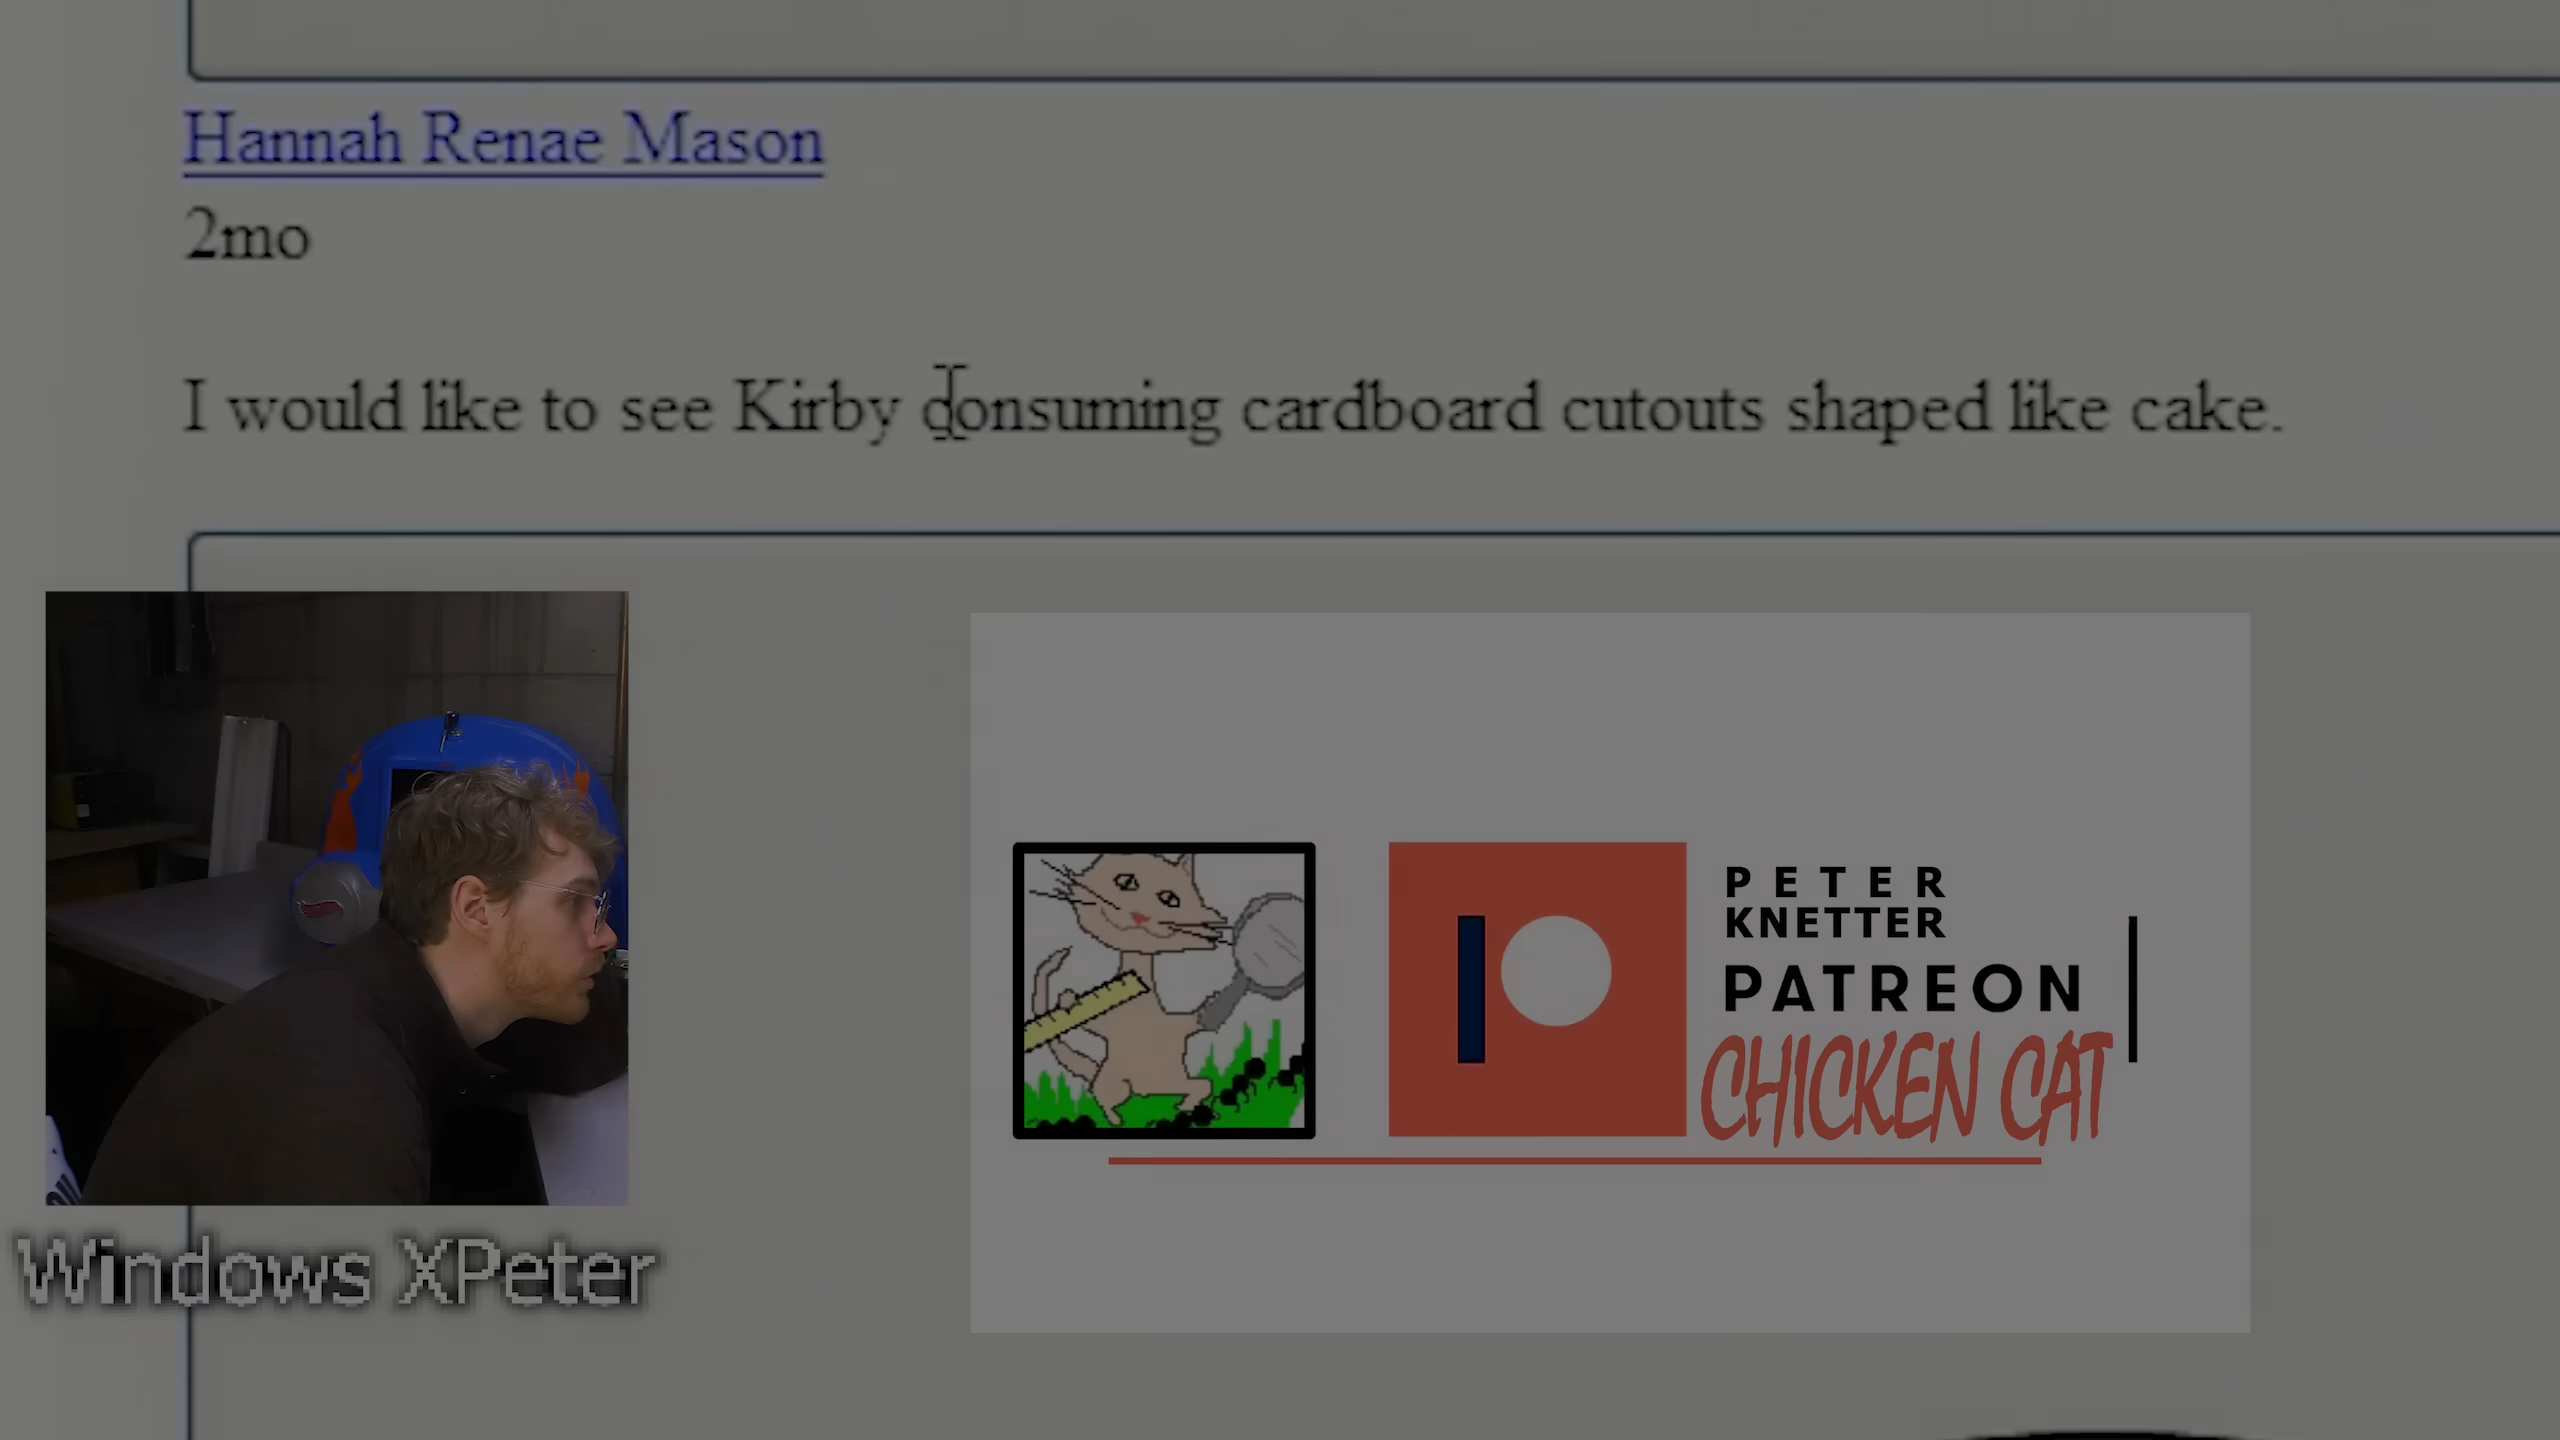 Hannah Renae Mason
2mo
I would like to see Kirby consuming cardboard cutouts shaped like cake.
PETER
KNETTER
PATREON
CHICKEN CAT
Windows XPeter